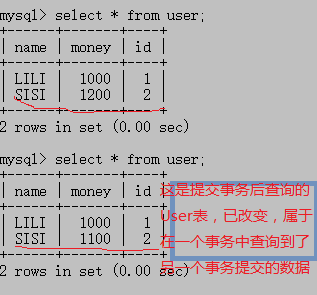 mysql> select * from user;
+------+-------+----+
| name | money | id |
+------+-------+----+
| LILI | 1000 | 1 |
| SISI | 1200 | 2 |
+------+-------+----+
2 rows in set (0.00 sec)
mysql> select * from user;
+------+-------+----+
| name | money | id |
+------+-------+----+
| LILI | 1000 | 1 |
| SISI | 1100 | 2 |
+------+-------+----+
2 rows in set (0.00 sec)
这是提交事务后查询的
User表，已改变，属于
在一个事务中查询到了
另一个事务提交的数据